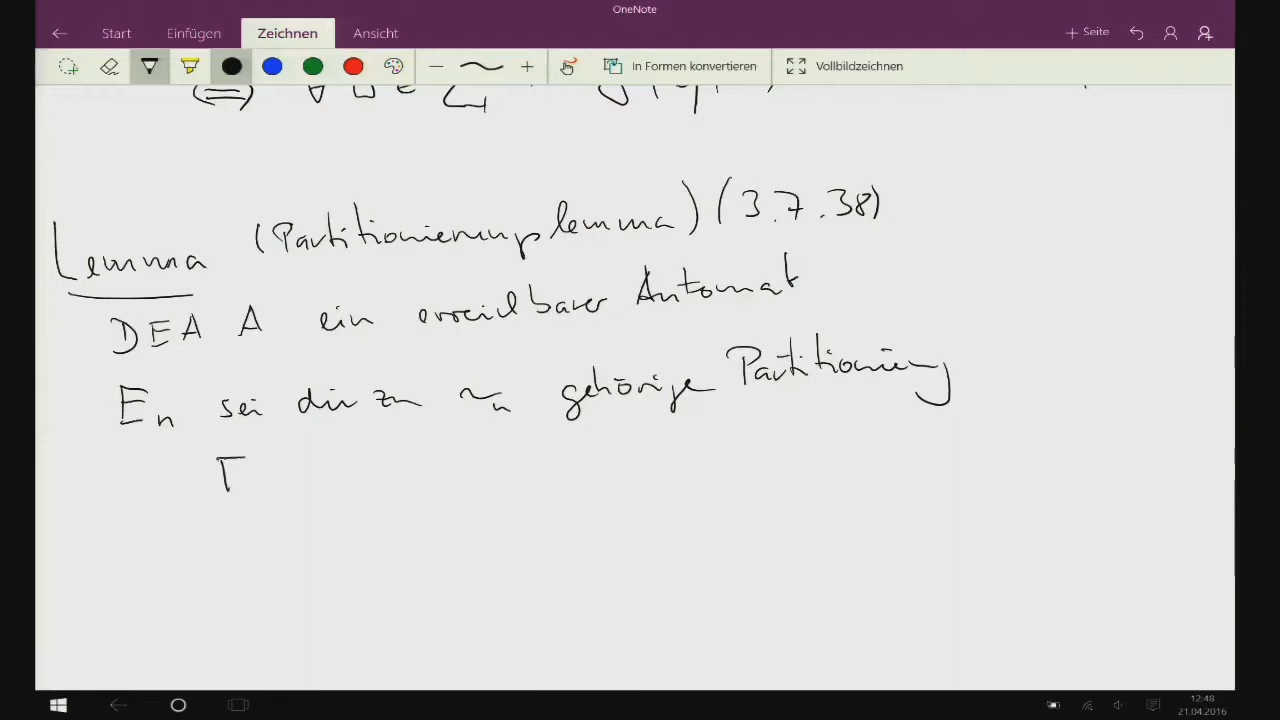 OneNote
Start Einfügen Zeichnen Ansicht + Seite
In Formen konvertieren Vollbildzeichnen
Lemma (Partitionierungslemma) (3.7.38)
DEA A ein erreichbarer Automat
En sei die zu ~n gehörige Partitionierung
12:48
21.04.2016